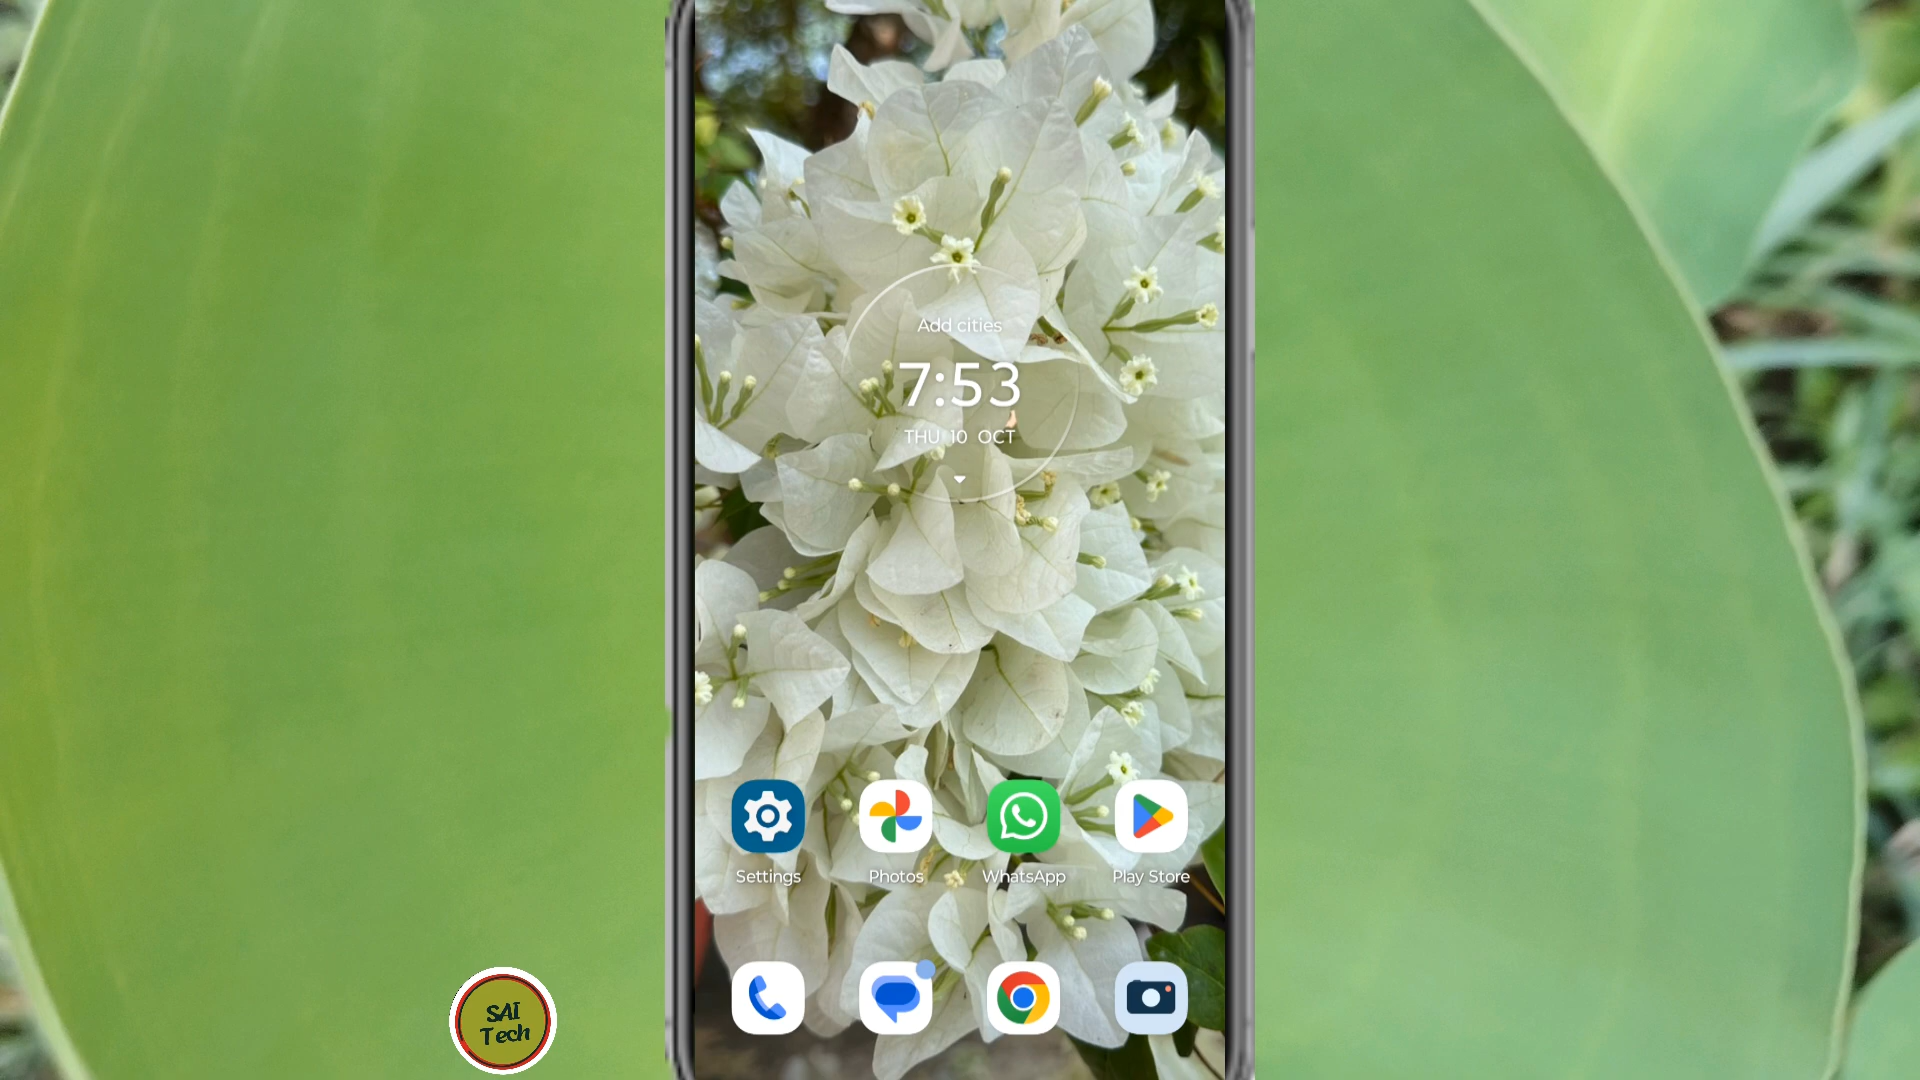 Add cities
7:53
THU 10 OCT
Settings
Photos
WhatsApp
Play Store
SAI
Tech